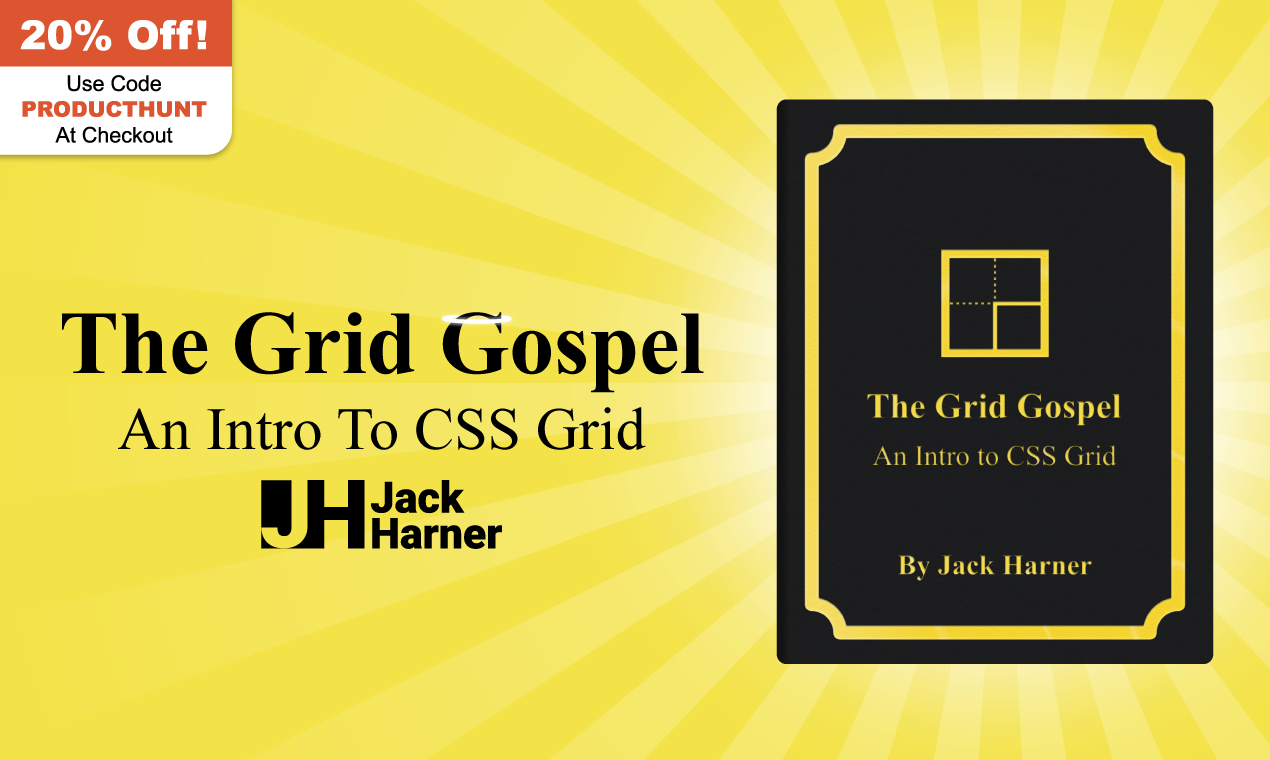 20% Off!
Use Code
PRODUCTHUNT
At Checkout
The Grid Gospel
An Intro To CSS Grid
JH
Jack
Harner
The Grid Gospel
An Intro to CSS Grid
By Jack Harner